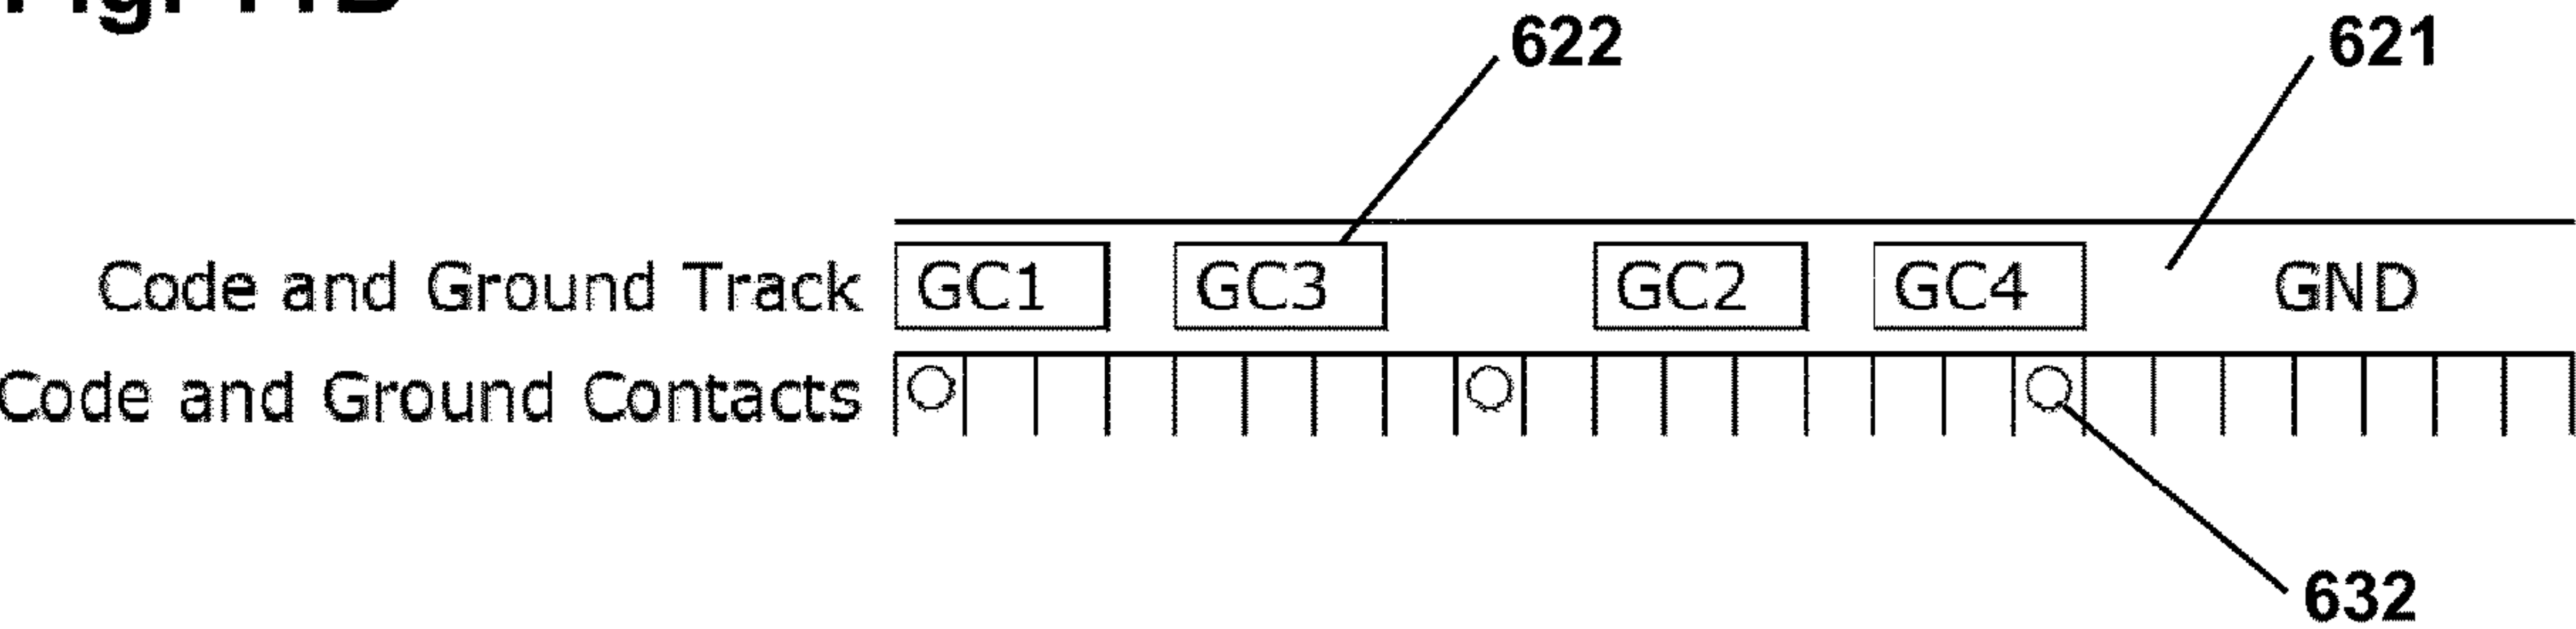 622 621
Code and Ground Track GC1 GC3 GC2 GC4 GND
Code and Ground Contacts
632